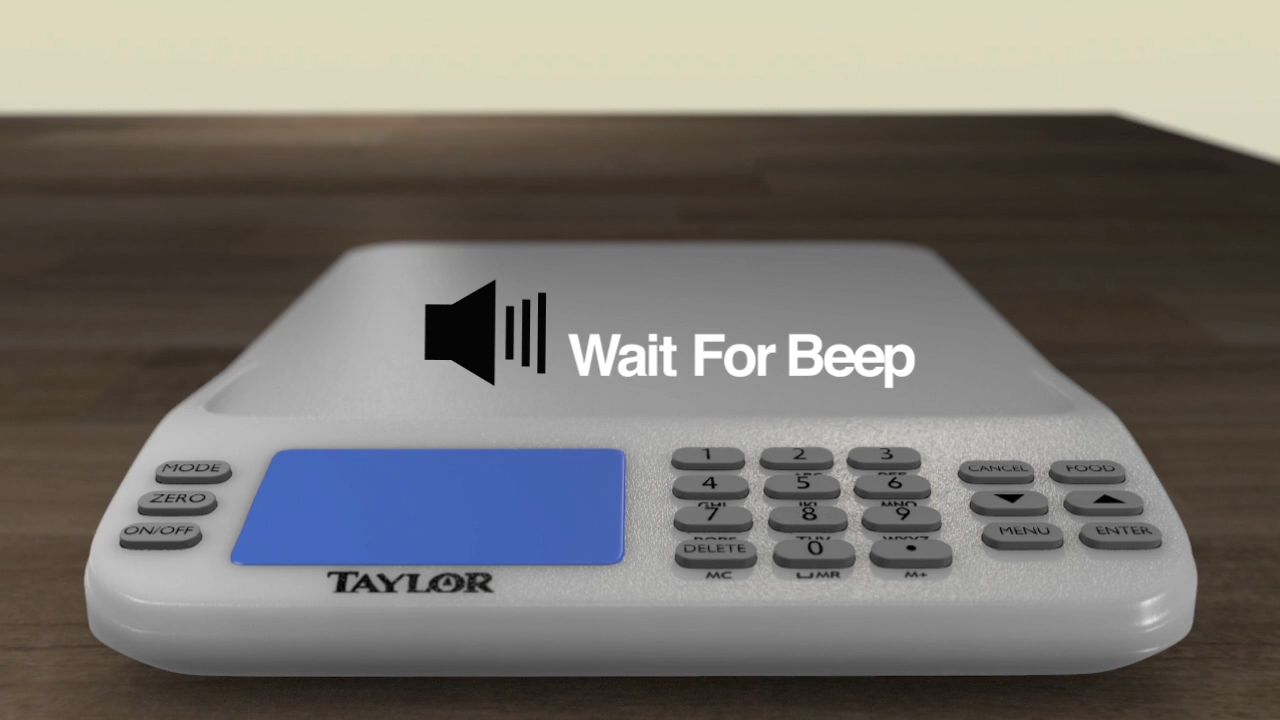 Wait For Beep
MODE
ZERO
ON/OFF
TAYLOR
1 2 3
4 5 6
7 8 9
DELETE 0 •
MC MR M+
CANCEL FOOD
▼ ▲
MENU ENTER